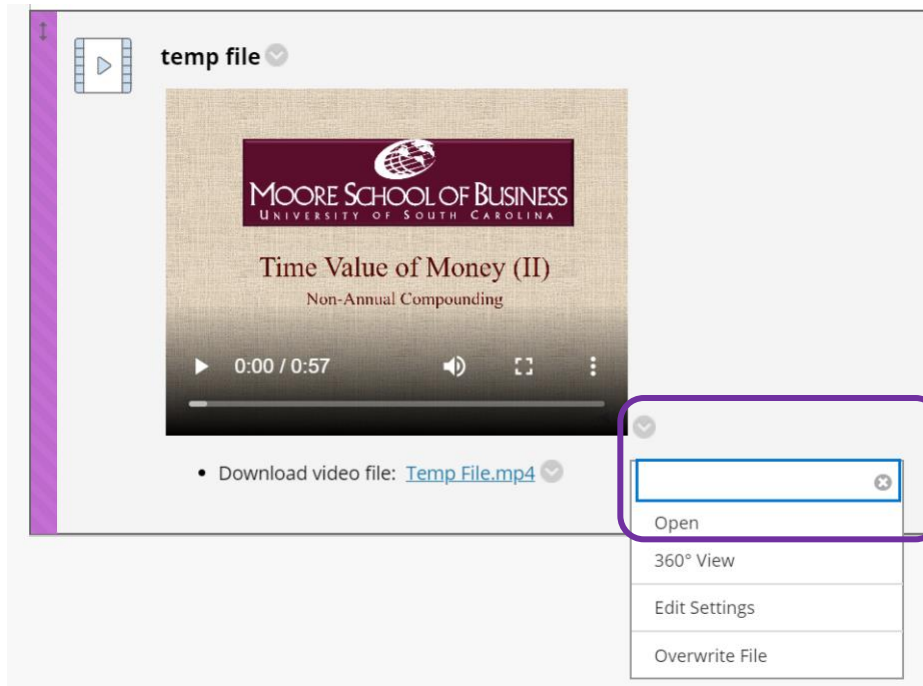 temp file
MOORE SCHOOL OF BUSINESS
UNIVERSITY OF SOUTH CAROLINA
Time Value of Money (II)
Non-Annual Compounding
0:00 / 0:57
• Download video file: Temp File.mp4
Open
360° View
Edit Settings
Overwrite File